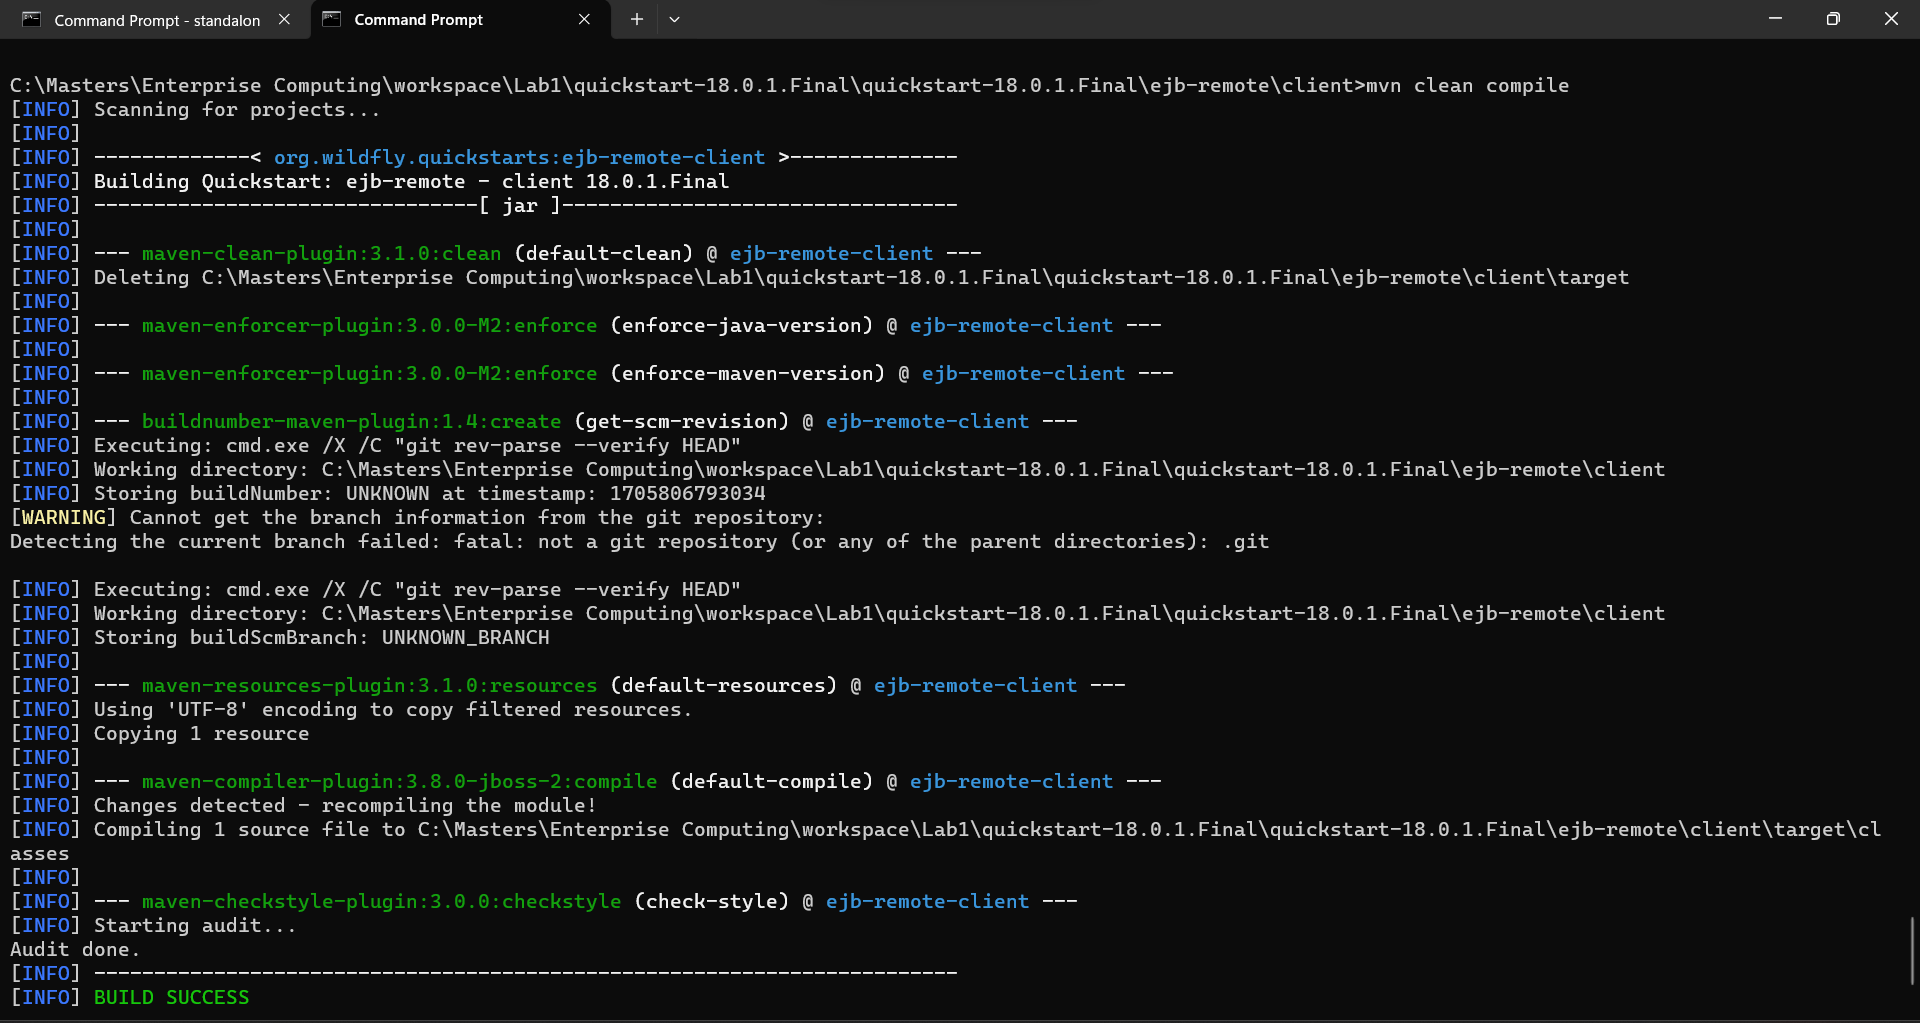 Command Prompt - standalon
Command Prompt
C:\Masters\Enterprise Computing\workspace\Lab1\quickstart-18.0.1.Final\quickstart-18.0.1.Final\ejb-remote\client>mvn clean compile
[INFO] Scanning for projects...
[INFO]
[INFO] -------------< org.wildfly.quickstarts:ejb-remote-client >--------------
[INFO] Building Quickstart: ejb-remote - client 18.0.1.Final
[INFO] --------------------------------[ jar ]---------------------------------
[INFO]
[INFO] --- maven-clean-plugin:3.1.0:clean (default-clean) @ ejb-remote-client ---
[INFO] Deleting C:\Masters\Enterprise Computing\workspace\Lab1\quickstart-18.0.1.Final\quickstart-18.0.1.Final\ejb-remote\client\target
[INFO]
[INFO] --- maven-enforcer-plugin:3.0.0-M2:enforce (enforce-java-version) @ ejb-remote-client ---
[INFO]
[INFO] --- maven-enforcer-plugin:3.0.0-M2:enforce (enforce-maven-version) @ ejb-remote-client ---
[INFO]
[INFO] --- buildnumber-maven-plugin:1.4:create (get-scm-revision) @ ejb-remote-client ---
[INFO] Executing: cmd.exe /X /C "git rev-parse --verify HEAD"
[INFO] Working directory: C:\Masters\Enterprise Computing\workspace\Lab1\quickstart-18.0.1.Final\quickstart-18.0.1.Final\ejb-remote\client
[INFO] Storing buildNumber: UNKNOWN at timestamp: 1705806793034
[WARNING] Cannot get the branch information from the git repository:
Detecting the current branch failed: fatal: not a git repository (or any of the parent directories): .git
[INFO] Executing: cmd.exe /X /C "git rev-parse --verify HEAD"
[INFO] Working directory: C:\Masters\Enterprise Computing\workspace\Lab1\quickstart-18.0.1.Final\quickstart-18.0.1.Final\ejb-remote\client
[INFO] Storing buildScmBranch: UNKNOWN_BRANCH
[INFO]
[INFO] --- maven-resources-plugin:3.1.0:resources (default-resources) @ ejb-remote-client ---
[INFO] Using 'UTF-8' encoding to copy filtered resources.
[INFO] Copying 1 resource
[INFO]
[INFO] --- maven-compiler-plugin:3.8.0-jboss-2:compile (default-compile) @ ejb-remote-client ---
[INFO] Changes detected - recompiling the module!
[INFO] Compiling 1 source file to C:\Masters\Enterprise Computing\workspace\Lab1\quickstart-18.0.1.Final\quickstart-18.0.1.Final\ejb-remote\client\target\cl
asses
[INFO]
[INFO] --- maven-checkstyle-plugin:3.0.0:checkstyle (check-style) @ ejb-remote-client ---
[INFO] Starting audit...
Audit done.
[INFO] ------------------------------------------------------------------------
[INFO] BUILD SUCCESS